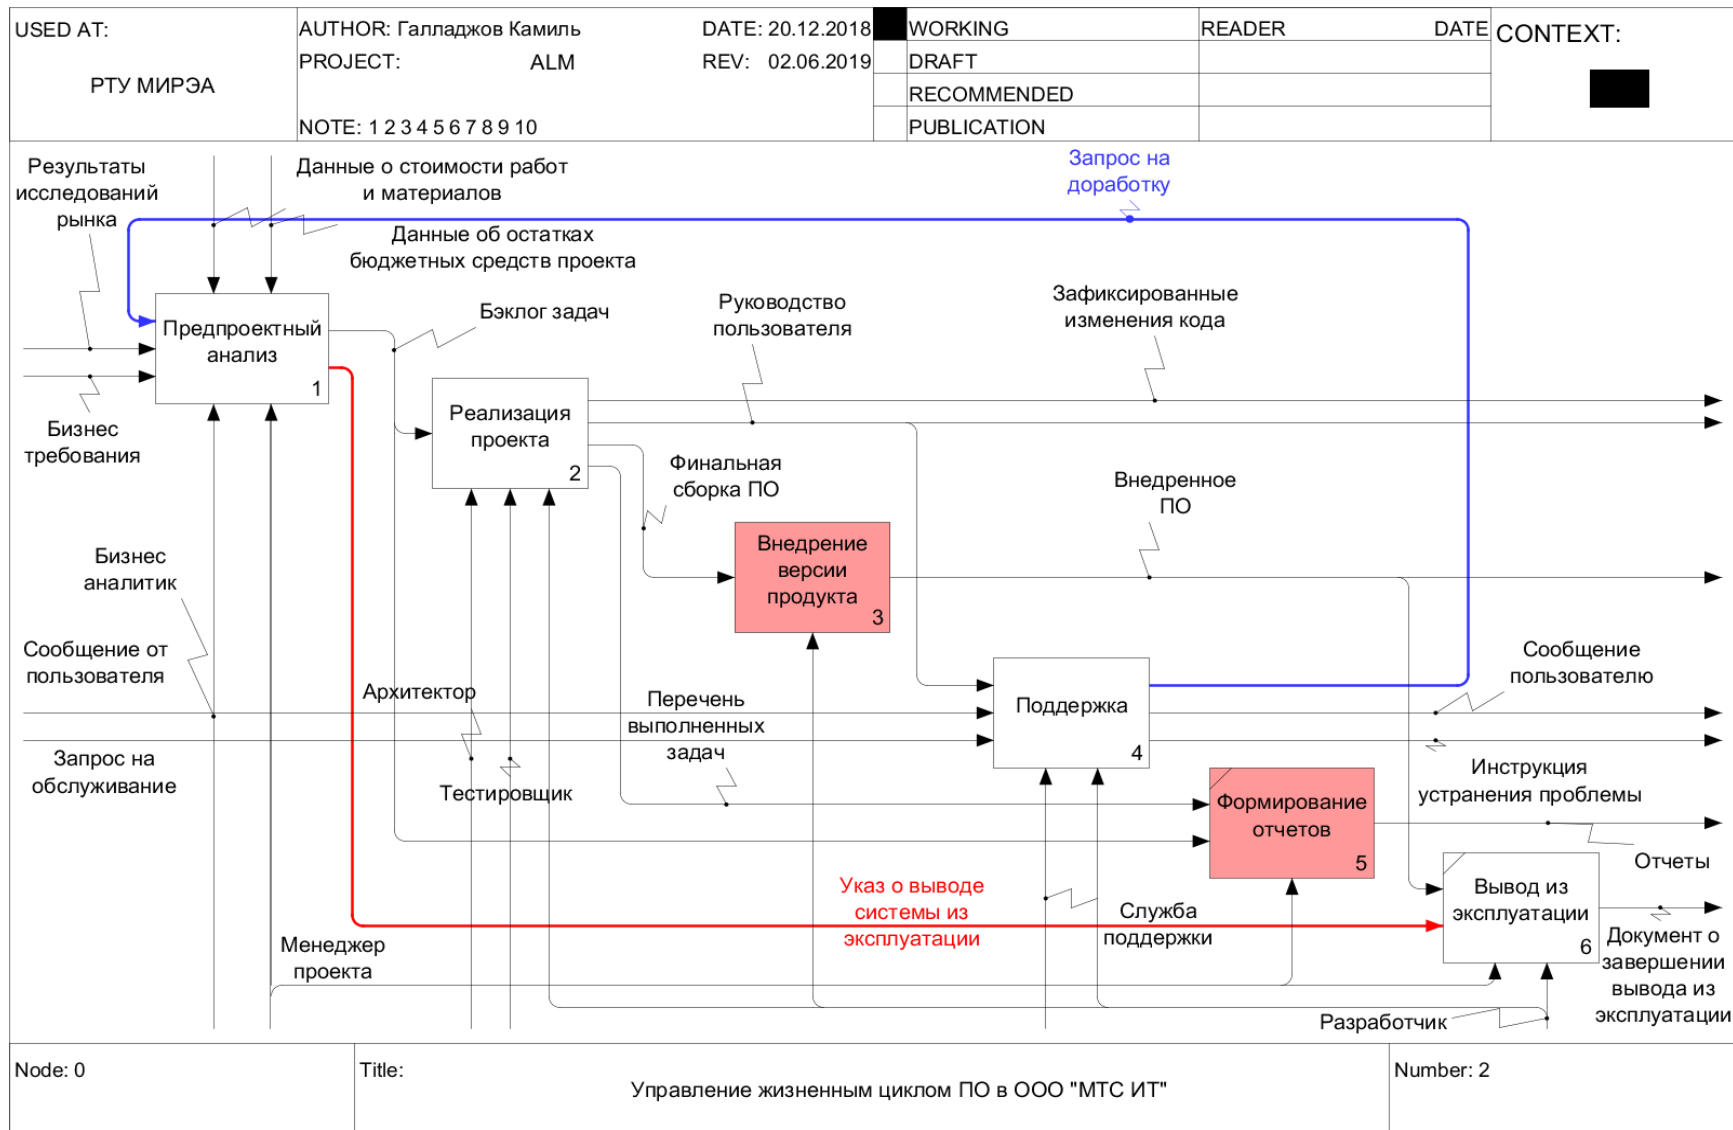 USED AT:
РТУ МИРЭА
AUTHOR: Галладжов Камиль
DATE: 20.12.2018
PROJECT: ALM
REV: 02.06.2019
NOTE: 1 2 3 4 5 6 7 8 9 10
WORKING
DRAFT
RECOMMENDED
PUBLICATION
READER
DATE
CONTEXT:
Результаты
исследований
рынка
Данные о стоимости работ
и материалов
Данные об остатках
бюджетных средств проекта
Запрос на
доработку
Предпроектный
анализ
1
Бэклог задач
Руководство
пользователя
Зафиксированные
изменения кода
Бизнес
требования
Реализация
проекта
2
Финальная
сборка ПО
Внедренное
ПО
Внедрение
версии
продукта
3
Бизнес
аналитик
Сообщение от
пользователя
Архитектор
Перечень
выполненных
задач
Поддержка
4
Сообщение
пользователю
Запрос на
обслуживание
Тестировщик
Инструкция
устранения проблемы
Формирование
отчетов
5
Отчеты
Указ о выводе
системы из
эксплуатации
Служба
поддержки
Вывод из
эксплуатации
6
Менеджер
проекта
Документ о
завершении
вывода из
эксплуатации
Разработчик
Node: 0
Title:
Управление жизненным циклом ПО в ООО "МТС ИТ"
Number: 2